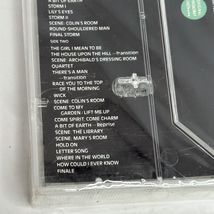 A BIT OF EARTH
STORM I
LILY'S EYES
STORM II
SCENE: COLIN'S ROOM
ROUND-SHOULDERED MAN
FINAL STORM
SIDE TWO
THE GIRL I MEAN TO BE
THE HOUSE UPON THE HILL —transition
SCENE: ARCHIBALD'S DRESSING ROOM
QUARTET
THERE'S A MAN
—transition
RACE YOU TO THE TOP
OF THE MORNING
WICK
SCENE: COLIN'S ROOM
COME TO MY
GARDEN / LIFT ME UP
COME SPIRIT COME CHARM
A BIT OF EARTH —Reprise
SCENE: THE LIBRARY
SCENE: MARY'S ROOM
HOLD ON
LETTER SONG
WHERE IN THE WORLD
HOW COULD I EVER KNOW
FINALE